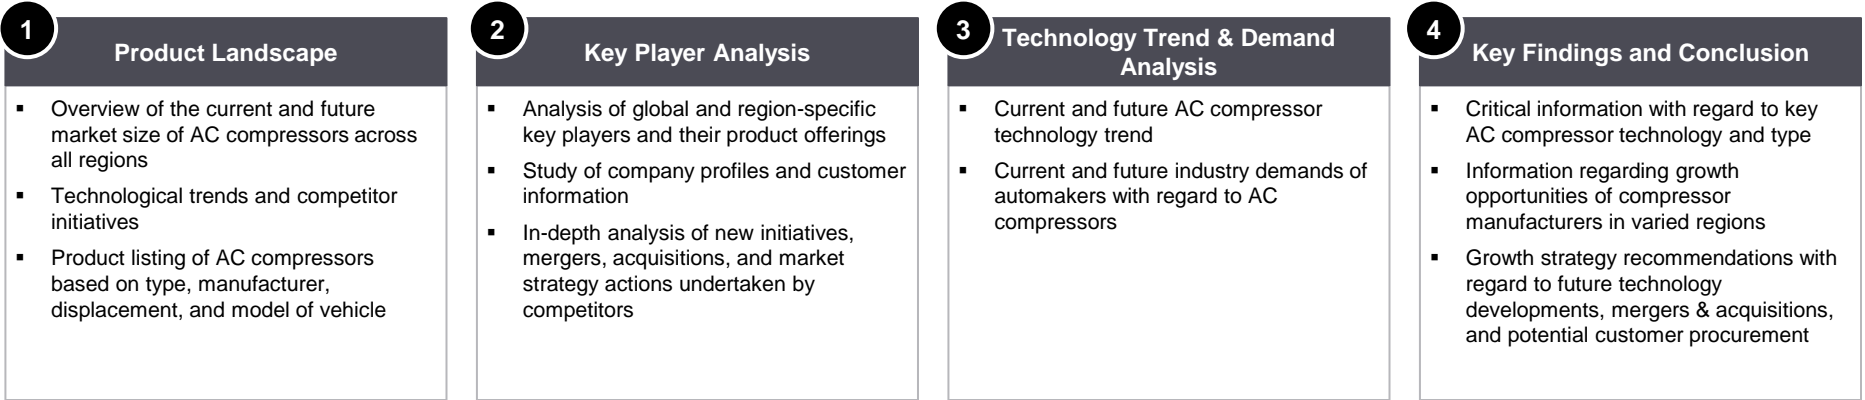 1
Product Landscape
▪ Overview of the current and future
market size of AC compressors across
all regions
▪ Technological trends and competitor
initiatives
▪ Product listing of AC compressors
based on type, manufacturer,
displacement, and model of vehicle
2
Key Player Analysis
▪ Analysis of global and region-specific
key players and their product offerings
▪ Study of company profiles and customer
information
▪ In-depth analysis of new initiatives,
mergers, acquisitions, and market
strategy actions undertaken by
competitors
3
Technology Trend & Demand
Analysis
▪ Current and future AC compressor
technology trend
▪ Current and future industry demands of
automakers with regard to AC
compressors
4
Key Findings and Conclusion
▪ Critical information with regard to key
AC compressor technology and type
▪ Information regarding growth
opportunities of compressor
manufacturers in varied regions
▪ Growth strategy recommendations with
regard to future technology
developments, mergers & acquisitions,
and potential customer procurement